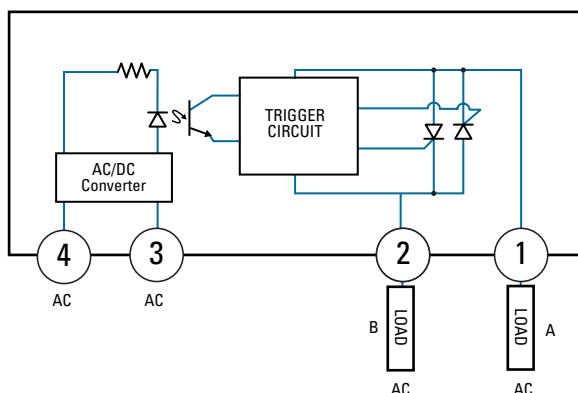 TRIGGER
CIRCUIT
AC/DC
Converter
4
3
2
1
AC
AC
B
LOAD
LOAD
A
AC
AC